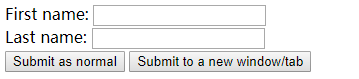 First name:
Last name:
Submit as normal Submit to a new window/tab